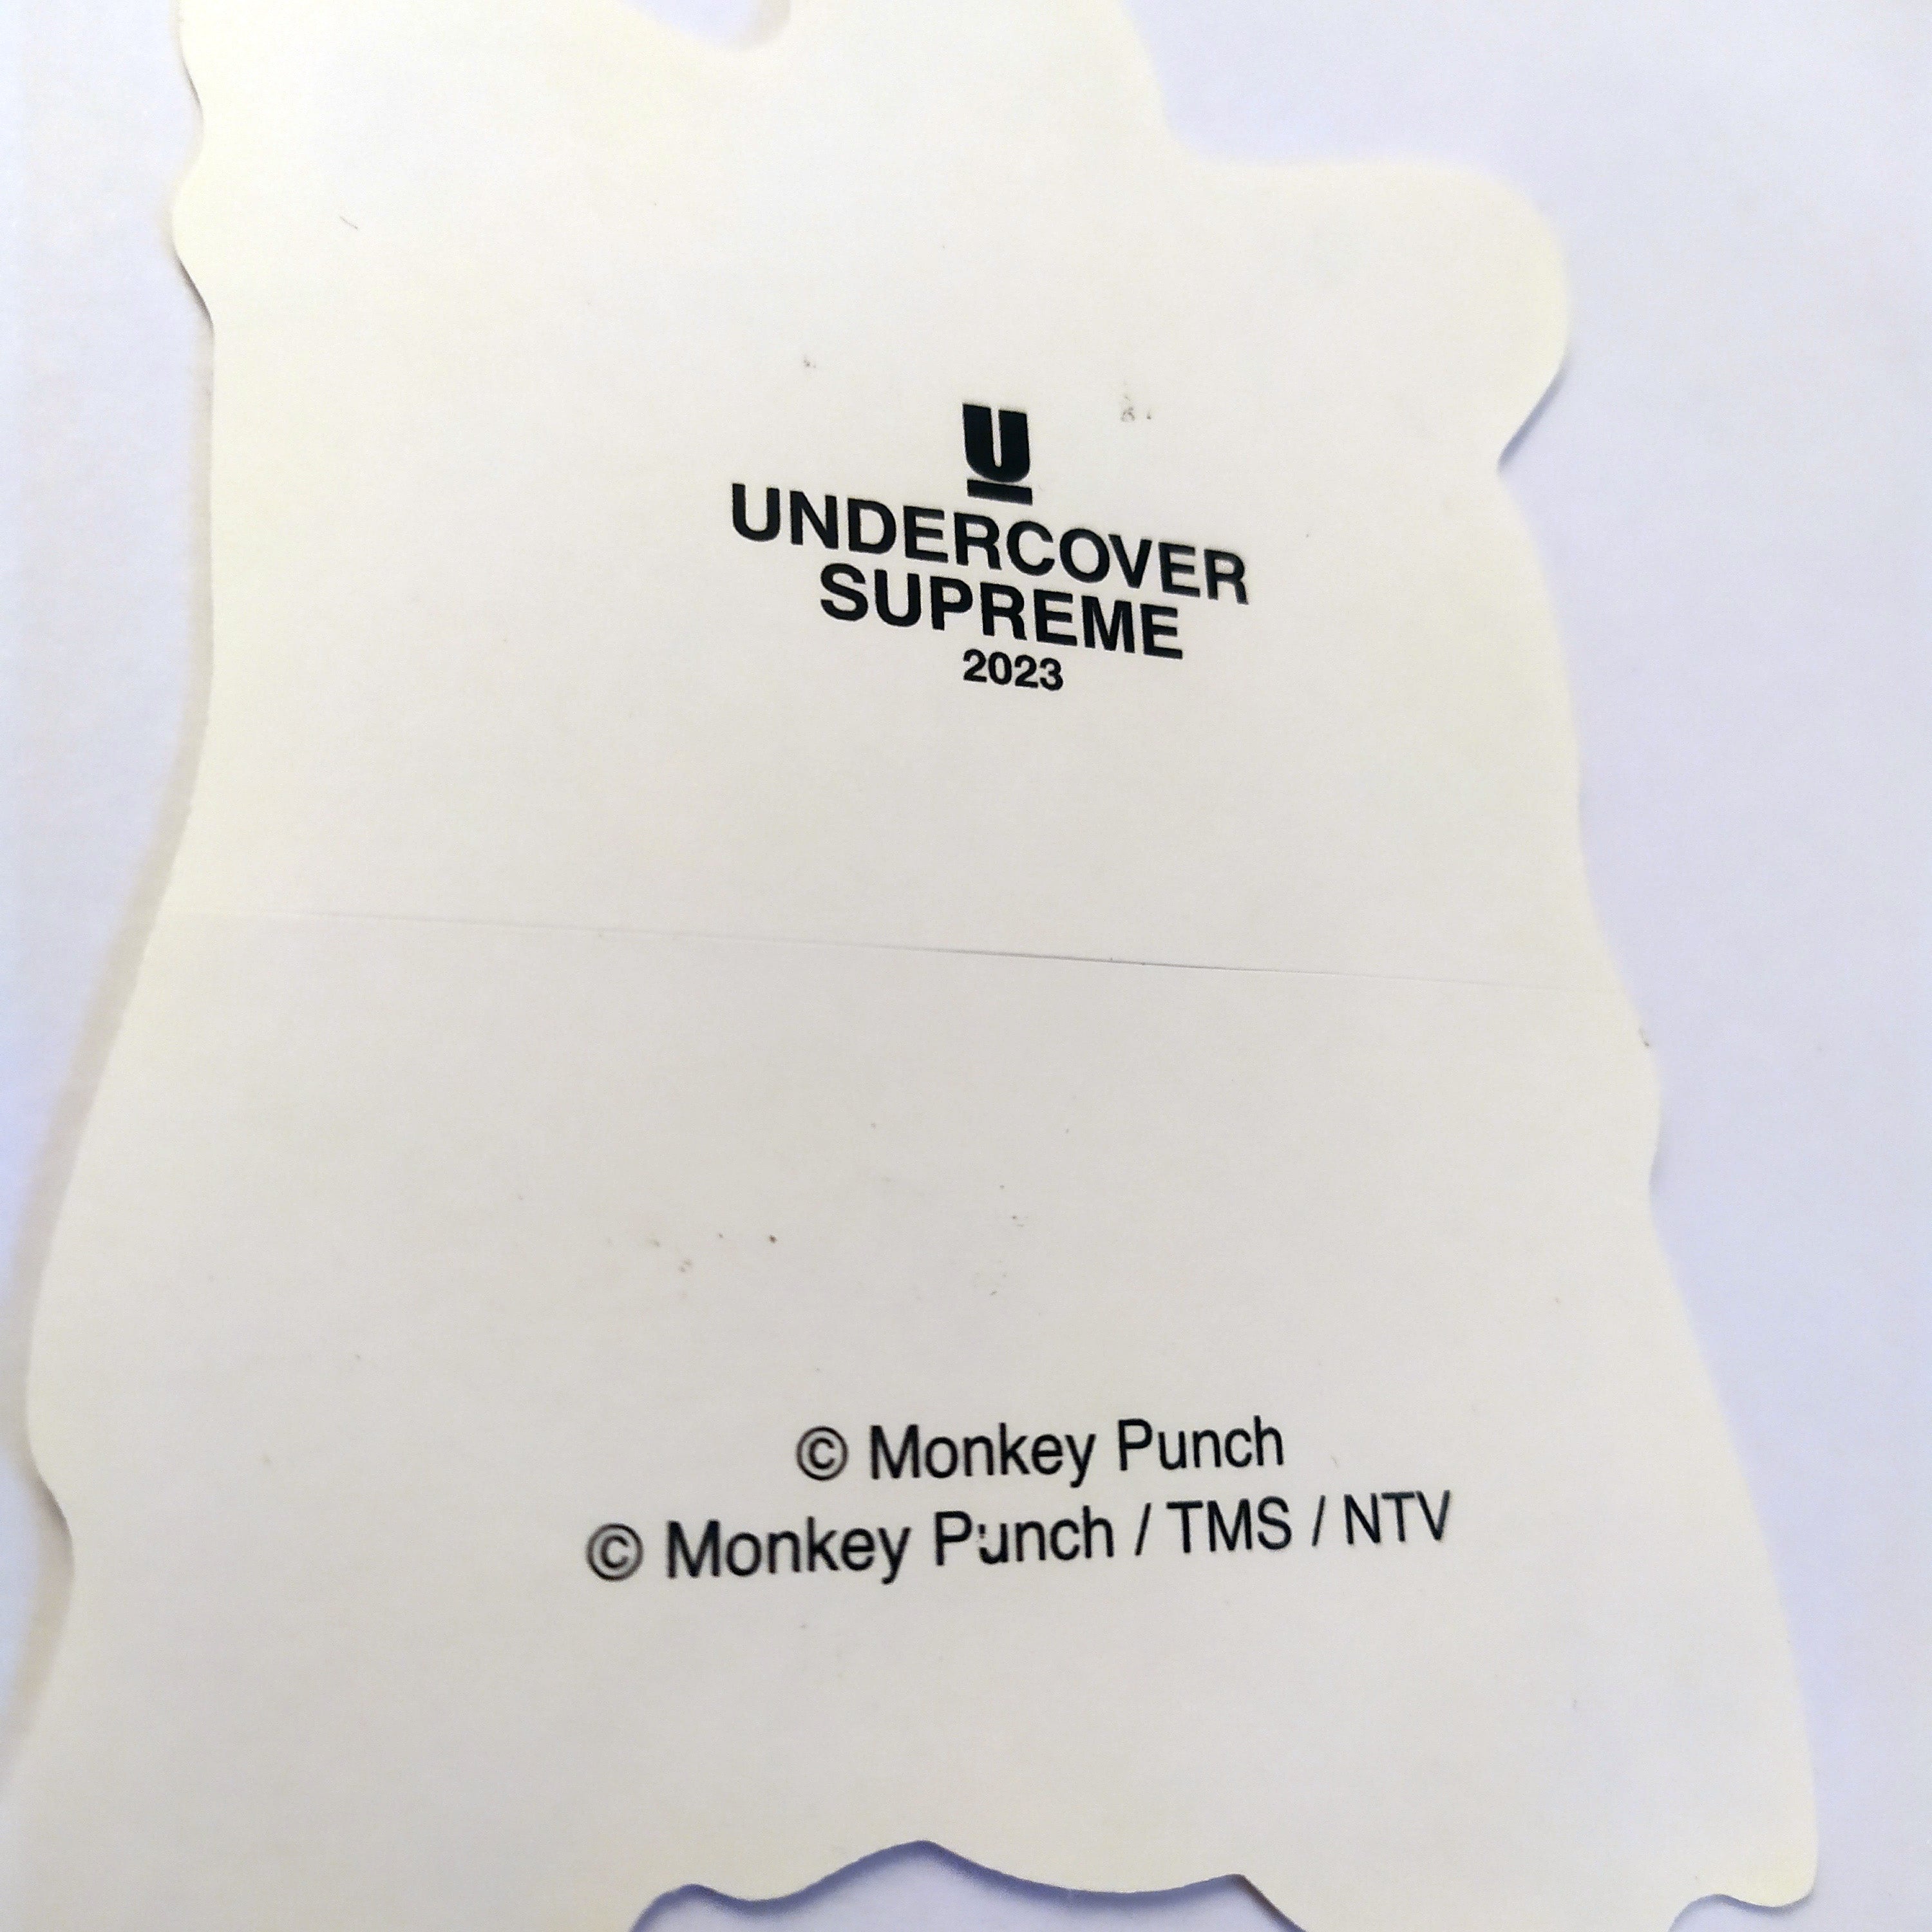 U
UNDERCOVER
SUPREME
2023
© Monkey Punch
© Monkey Punch / TMS / NTV